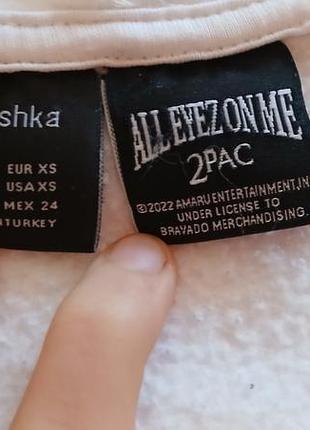 shka
EUR XS
USA XS
MEX 24
TURKEY
ALL EYEZ ON ME
2PAC
©2022 AMARU ENTERTAINMENT, IN
UNDER LICENSE TO
BRAVADO MERCHANDISING.